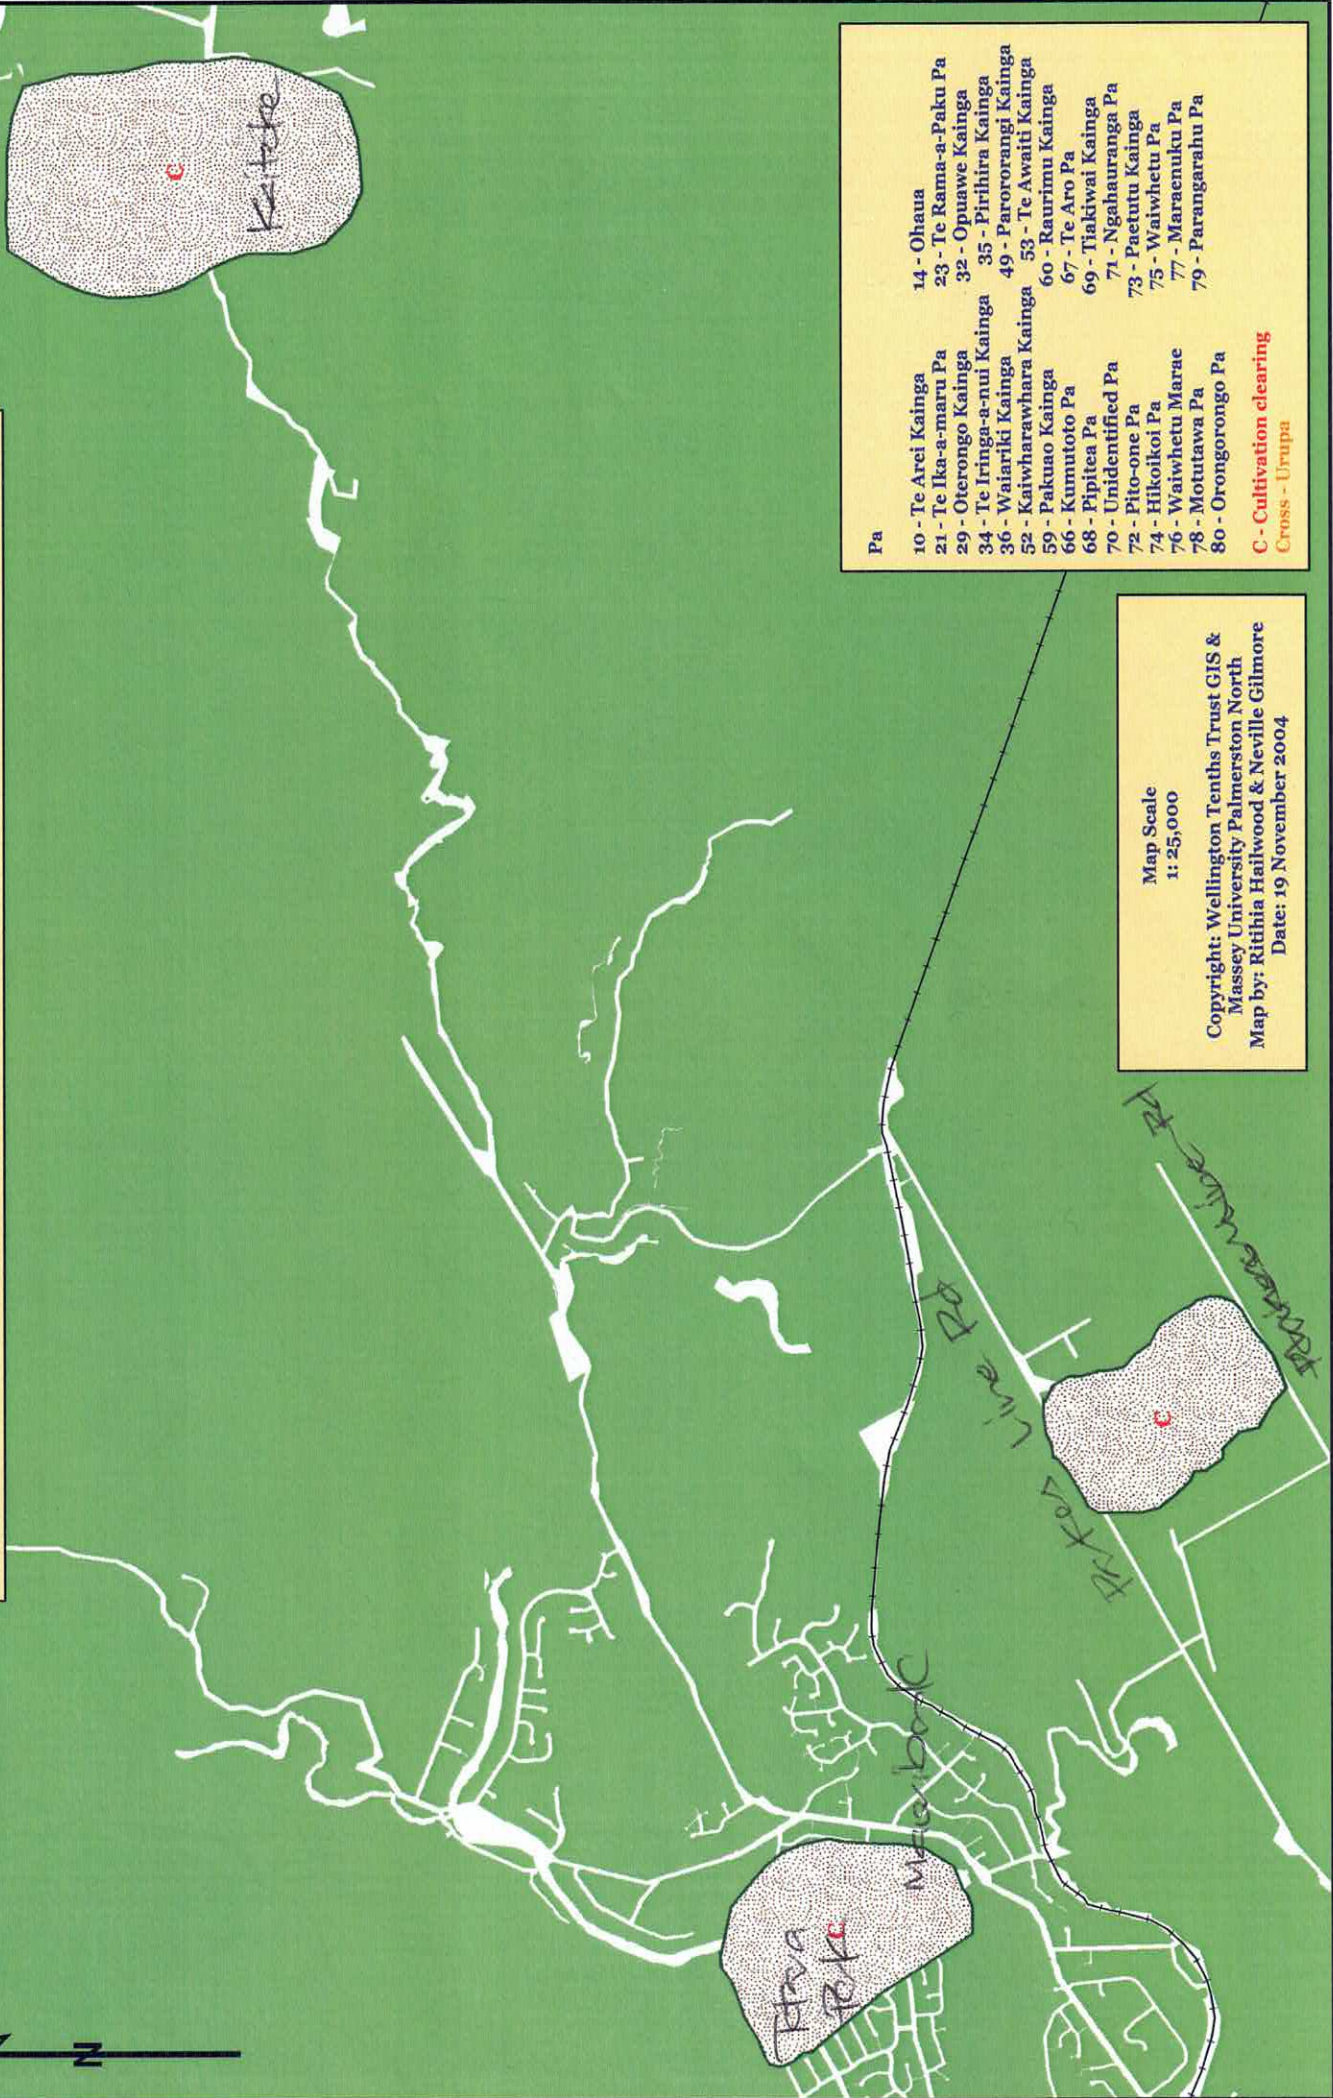 N
C
Kaitoke
Totara
Park
C
Maoribank
Parkes Line Rd
C
Rd
Map Scale
1: 25,000
Copyright: Wellington Tenths Trust GIS &
Massey University Palmerston North
Map by: Ritihia Hailwood & Neville Gilmore
Date: 19 November 2004
Pa
10 - Te Arei Kainga 14 - Ohaua
21 - Te Ika-a-maru Pa 23 - Te Rama-a-Paku Pa
29 - Oterongo Kainga 32 - Opuawe Kainga
34 - Te Iringa-a-nui Kainga 35 - Pirihira Kainga
36 - Waiariki Kainga 49 - Parororangi Kainga
52 - Kaiwharawhara Kainga 53 - Te Awaiti Kainga
59 - Pakuao Kainga 60 - Raurimu Kainga
66 - Kumutoto Pa 67 - Te Aro Pa
68 - Pipitea Pa 69 - Tiakiwai Kainga
70 - Unidentified Pa 71 - Ngahauranga Pa
72 - Pito-one Pa 73 - Paetutu Kainga
74 - Hikoikoi Pa 75 - Waiwhetu Pa
76 - Waiwhetu Marae 77 - Maraenuku Pa
78 - Motutawa Pa 79 - Parangarahu Pa
80 - Orongorongo Pa
C - Cultivation clearing
Cross - Urupa